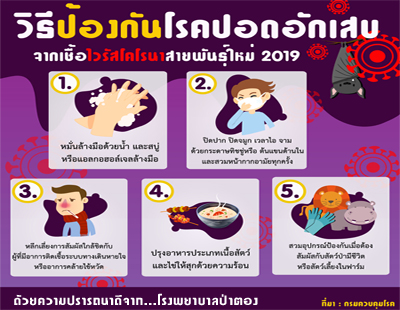 วิธีป้องกันโรคปอดอักเสบ
จากเชื้อไวรัสโคโรนาสายพันธุ์ใหม่ 2019
1.
หมั่นล้างมือด้วยน้ำ และสบู่
หรือแอลกอฮอล์เจลล้างมือ
2.
ปิดปาก ปิดจมูก เวลาไอ จาม
ด้วยกระดาษทิชชู่หรือ ต้นแขนด้านใน
และสวมหน้ากากอนามัยทุกครั้ง
3.
หลีกเลี่ยงการสัมผัสใกล้ชิดกับ
ผู้ที่มีอาการติดเชื้อระบบทางเดินหายใจ
หรืออาการคล้ายไข้หวัด
4.
ปรุงอาหารประเภทเนื้อสัตว์
และไข่ให้สุกด้วยความร้อน
5.
สวมอุปกรณ์ป้องกันเมื่อต้อง
สัมผัสกับสัตว์ป่ามีชีวิต
หรือสัตว์เลี้ยงในฟาร์ม
ด้วยความปรารถนาดีจาก...โรงพยาบาลป่าตอง
ที่มา : กรมควบคุมโรค